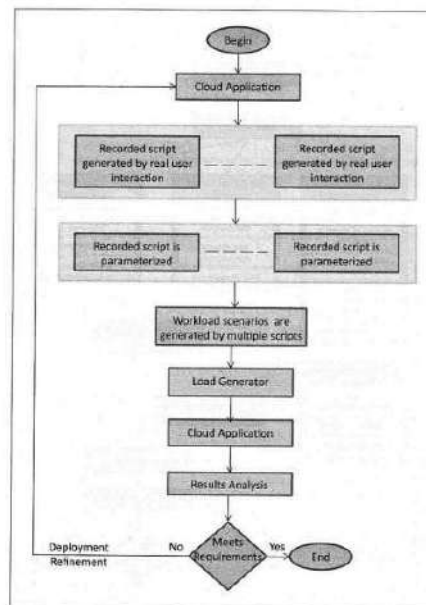 Begin
Cloud Application
Recorded script
generated by real user
interaction
Recorded script
generated by real user
interaction
Recorded script is
parameterized
Recorded script is
parameterized
Workload scenarios are
generated by multiple scripts
Load Generator
Cloud Application
Results Analysis
Meets
Requirements
No
Yes
End
Deployment
Refinement